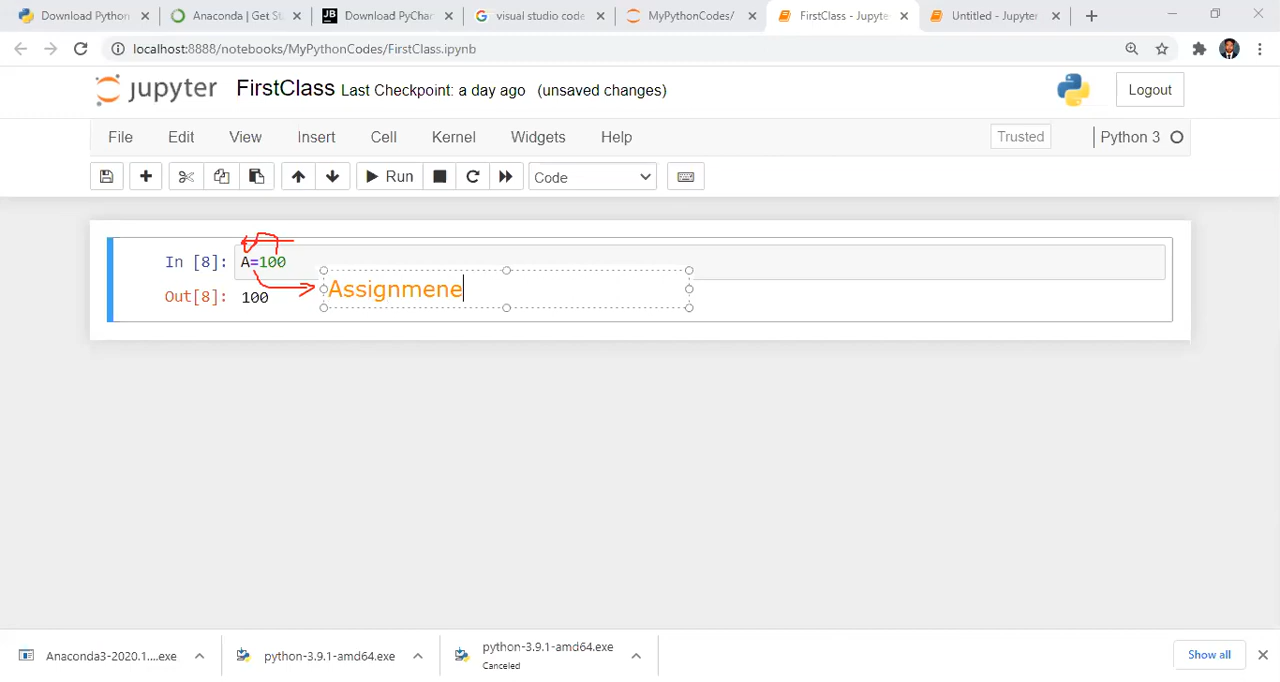 Download Python
Anaconda | Get St
Download PyChar
visual studio code
MyPythonCodes/
FirstClass - Jupyte
Untitled - Jupyter
localhost:8888/notebooks/MyPythonCodes/FirstClass.ipynb
jupyter FirstClass Last Checkpoint: a day ago (unsaved changes)
Logout
File Edit View Insert Cell Kernel Widgets Help
Trusted
Python 3
Run
Code
In [8]: A=100
Assignmene
Out[8]: 100
Anaconda3-2020.1....exe
python-3.9.1-amd64.exe
python-3.9.1-amd64.exe
Canceled
Show all